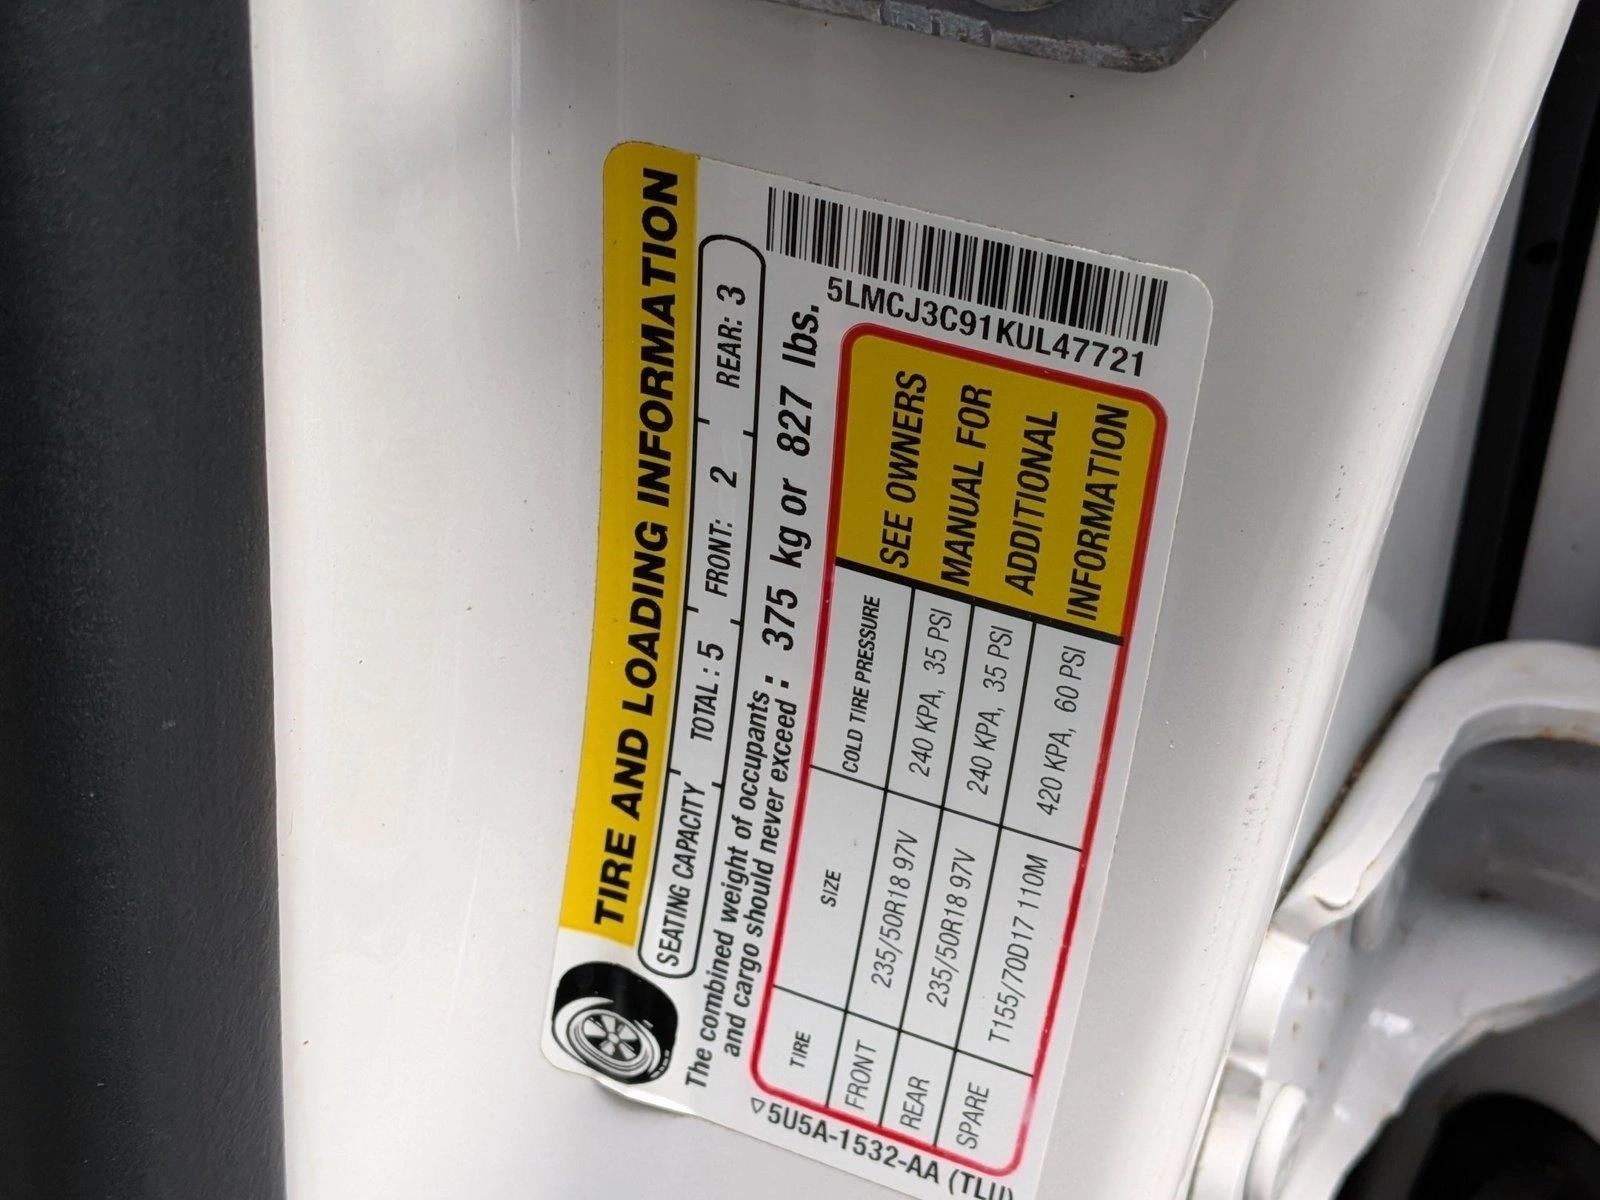 TIRE AND LOADING INFORMATION
SEATING CAPACITY TOTAL: 5 FRONT: 2 REAR: 3
The combined weight of occupants
and cargo should never exceed : 375 kg or 827 lbs.
5LMCJ3C91KUL47721
TIRE SIZE COLD TIRE PRESSURE
FRONT 235/50R18 97V 240 KPA, 35 PSI
REAR 235/50R18 97V 240 KPA, 35 PSI
SPARE T155/70D17 110M 420 KPA, 60 PSI
SEE OWNERS
MANUAL FOR
ADDITIONAL
INFORMATION
5U5A-1532-AA (TLU)